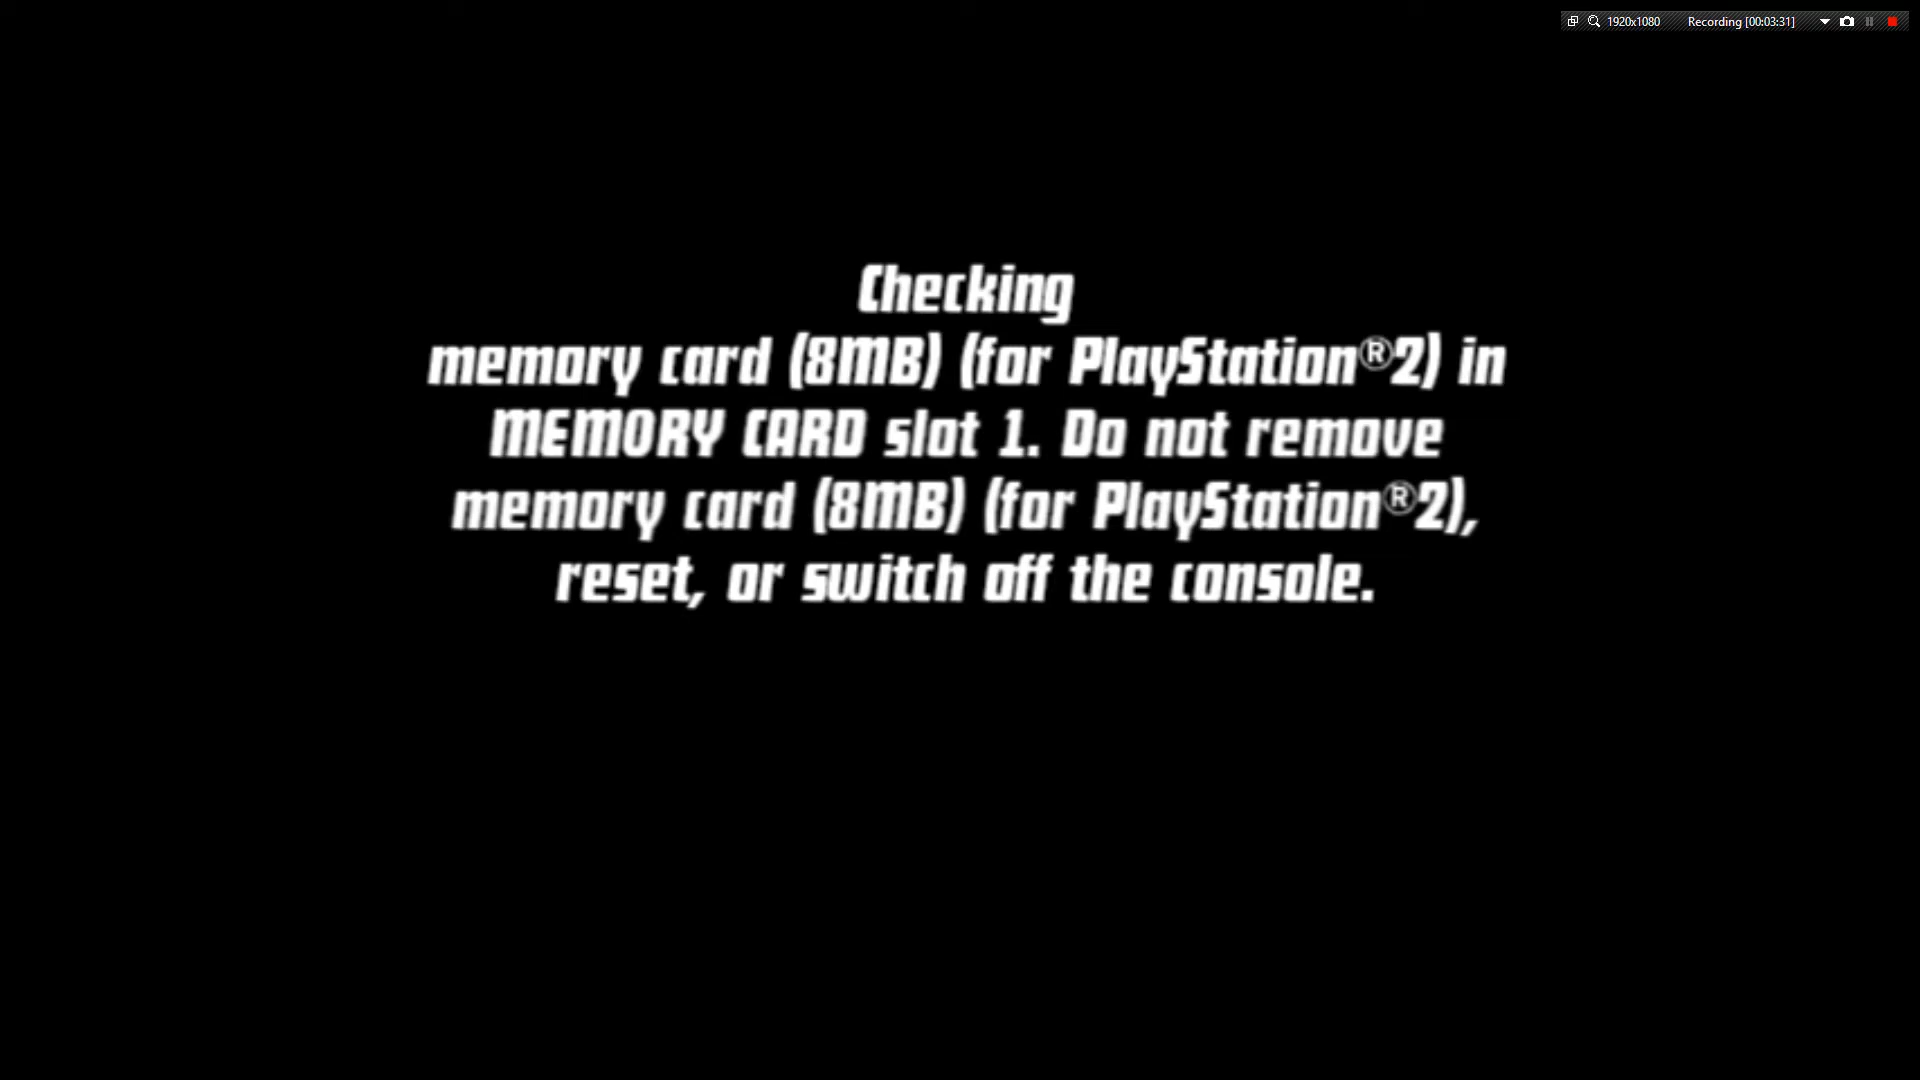 1920x1080 Recording [00:03:31]
Checking
memory card (8MB) (for PlayStation®2) in
MEMORY CARD slot 1. Do not remove
memory card (8MB) (for PlayStation®2),
reset, or switch off the console.